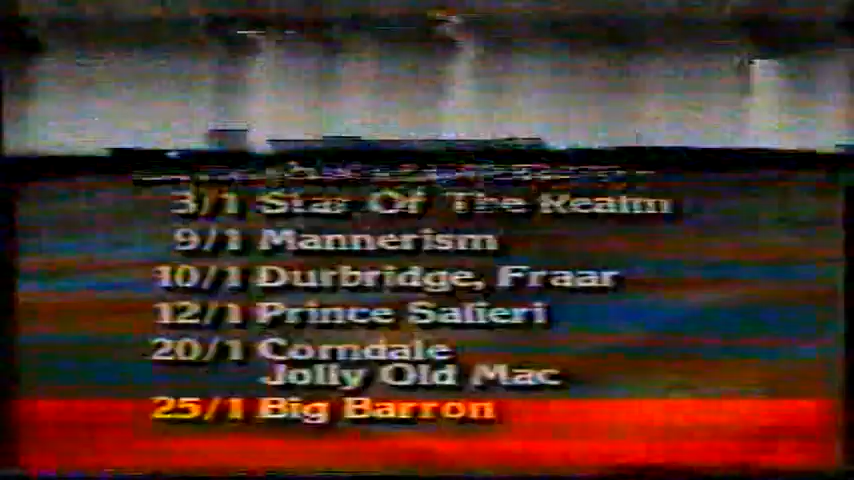 3/1 Star Of The Realm
9/1 Mannerism
10/1 Durbridge, Fraar
12/1 Prince Salieri
20/1 Corndale
Jolly Old Mac
25/1 Big Barron